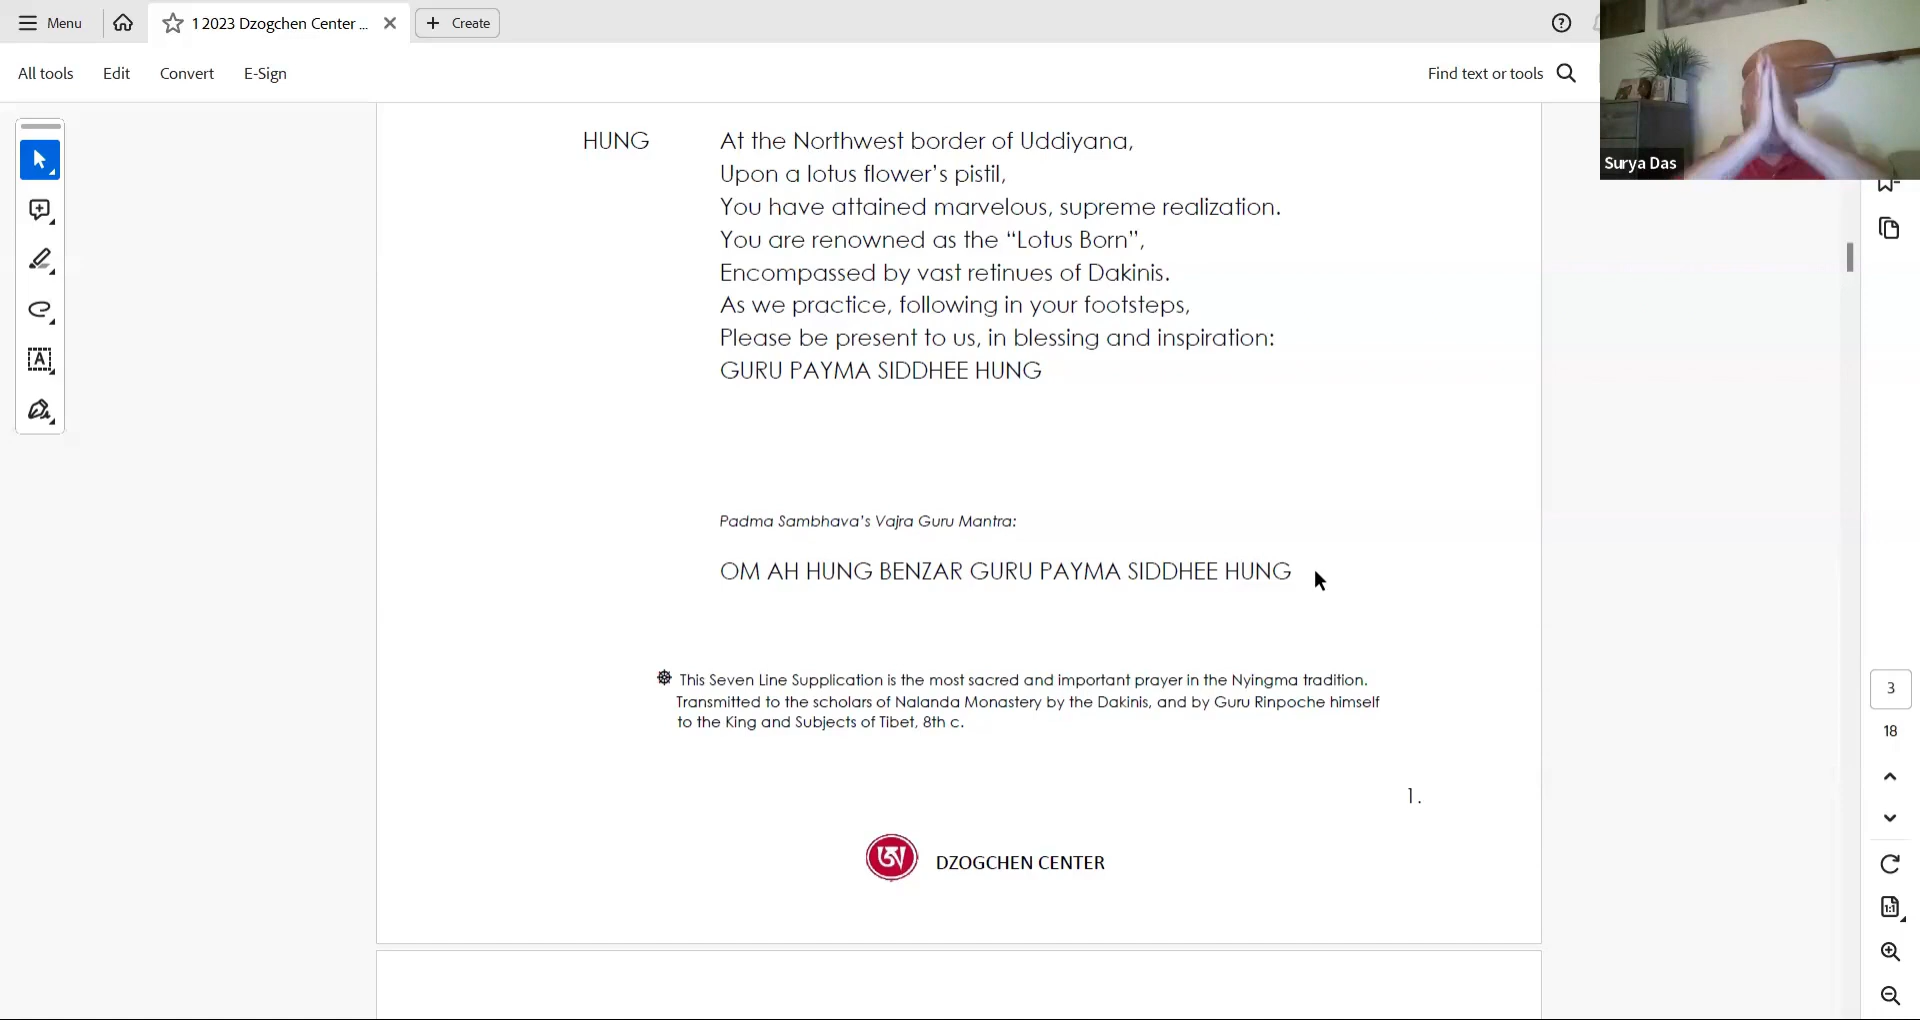 Menu
1 2023 Dzogchen Center ...
Create
All tools
Edit
Convert
E-Sign
Find text or tools
Surya Das
HUNG At the Northwest border of Uddiyana,
Upon a lotus flower's pistil,
You have attained marvelous, supreme realization.
You are renowned as the “Lotus Born”,
Encompassed by vast retinues of Dakinis.
As we practice, following in your footsteps,
Please be present to us, in blessing and inspiration:
GURU PAYMA SIDDHEE HUNG
Padma Sambhava's Vajra Guru Mantra:
OM AH HUNG BENZAR GURU PAYMA SIDDHEE HUNG
This Seven Line Supplication is the most sacred and important prayer in the Nyingma tradition.
Transmitted to the scholars of Nalanda Monastery by the Dakinis, and by Guru Rinpoche himself
to the King and Subjects of Tibet, 8th c.
1.
ཨ
DZOGCHEN CENTER
3
18
1:1